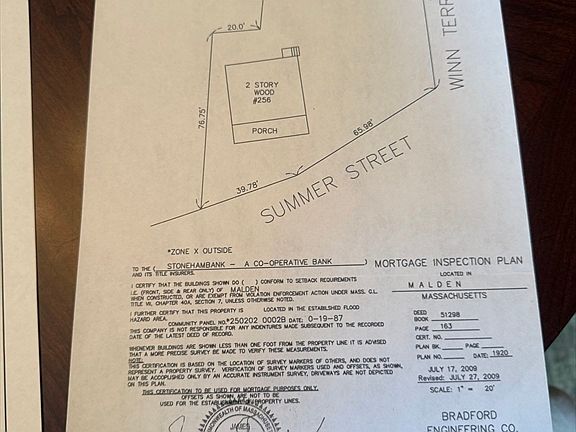 20.0'
WINN TERR
76.75'
2 STORY
WOOD
#256
PORCH
65.98'
39.78'
SUMMER STREET
*ZONE X OUTSIDE
TO THE ( STONEHAMBANK - A CO-OPERATIVE BANK )
AND ITS TITLE INSURERS.
I CERTIFY THAT THE BUILDINGS SHOWN DO ( ) CONFORM TO SETBACK REQUIREMENTS
I.E. (FRONT, SIDE & REAR ONLY) OF MALDEN
WHEN CONSTRUCTED, OR ARE EXEMPT FROM VIOLATION ENFORCEMENT ACTION UNDER MASS. G.L.
TITLE VII, CHAPTER 40A, SECTION 7, UNLESS OTHERWISE NOTED.
I FURTHER CERTIFY THAT THIS PROPERTY IS LOCATED IN THE ESTABLISHED FLOOD
HAZARD AREA.
COMMUNITY PANEL NO.*250202 0002B DATE: 0-19-87
THIS COMPANY IS NOT RESPONSIBLE FOR ANY INDENTURES MADE SUBSEQUENT TO THE RECORDED
DATE OF THE LATEST DEED OF RECORD.
WHENEVER BUILDINGS ARE SHOWN LESS THAN ONE FOOT FROM THE PROPERTY LINE IT IS ADVISED
THAT A MORE PRECISE SURVEY BE MADE TO VERIFY THESE MEASUREMENTS.
NOTE:
THIS CERTIFICATION IS BASED ON THE LOCATION OF SURVEY MARKERS OF OTHERS, AND DOES NOT
REPRESENT A PROPERTY SURVEY. VERIFICATION OF SURVEY MARKERS USED AND OFFSETS, AS SHOWN,
MAY BE ACCOMPLISHED ONLY BY AN ACCURATE INSTRUMENT SURVEY, DRIVEWAYS ARE NOT DEPICTED
ON THIS PLAN.
THIS CERTIFICATION TO BE USED FOR MORTGAGE PURPOSES ONLY.
OFFSETS AS SHOWN ARE NOT TO BE
USED FOR THE ESTABLISHMENT OF PROPERTY LINES.
MORTGAGE INSPECTION PLAN
LOCATED IN
MALDEN
MASSACHUSETTS
DEED
BOOK 51298
PAGE 163
CERT. NO.
PLAN BK. PAGE
PLAN NO. DATE: 1920
JULY 17, 2009
Revised: JULY 27, 2009
SCALE: 1" = 20'
BRADFORD
ENGINEERING CO.
JAMES